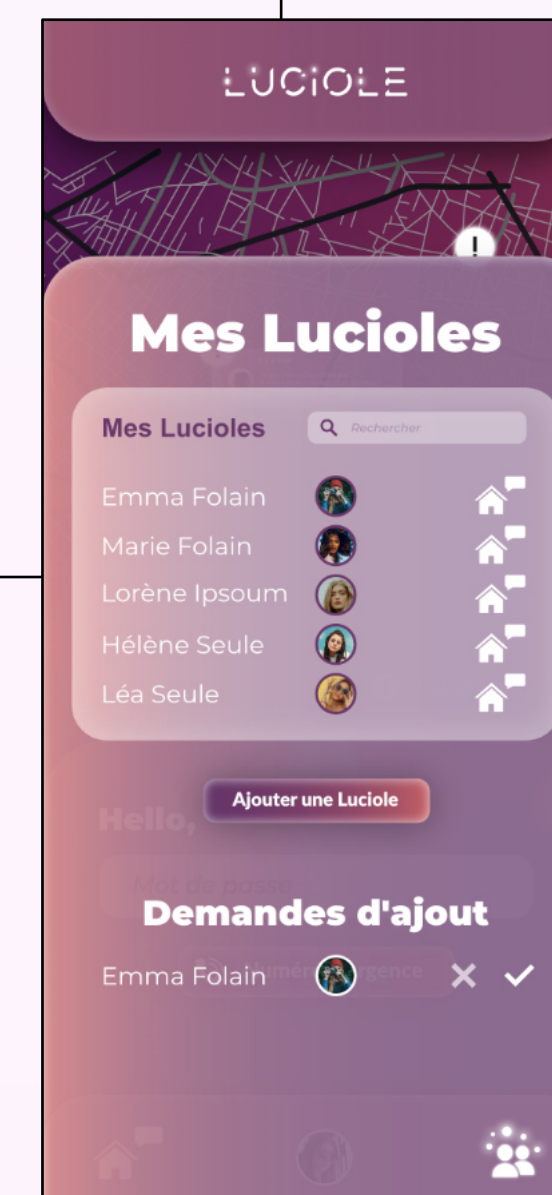 LUCiOLE
!
Mes Lucioles
Mes Lucioles
Rechercher
Emma Folain
Marie Folain
Lorène Ipsoum
Hélène Seule
Léa Seule
Ajouter une Luciole
Hello,
Mot de passe
Demandes d'ajout
Emma Folain